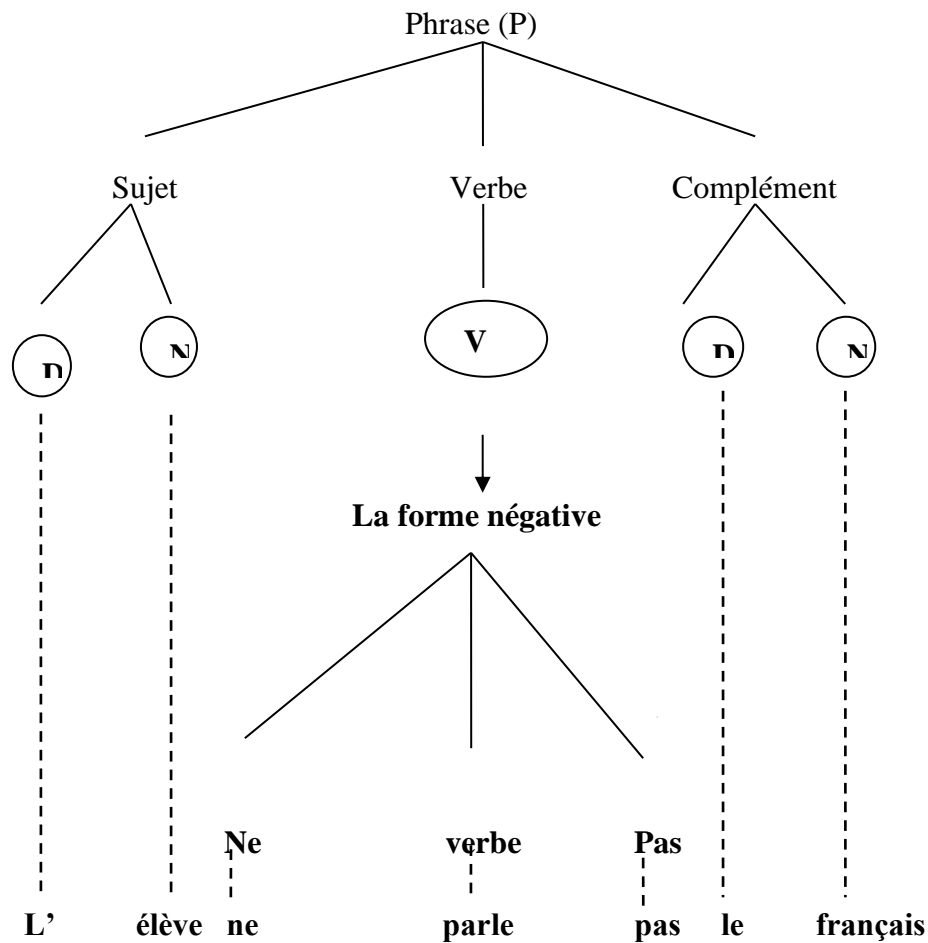 Phrase (P)
Sujet Verbe Complément
D N V D N
La forme négative
Ne verbe Pas
L’ élève ne parle pas le français